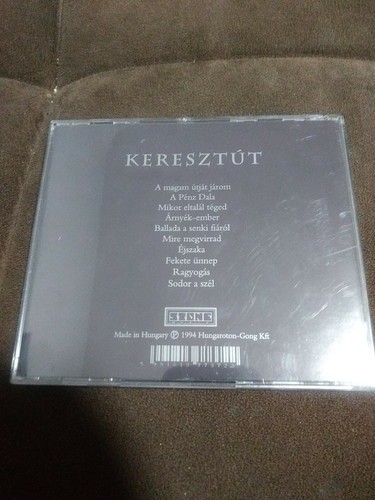 KERESZTÚT
A magam útját járom
A Pénz Dala
Mikor eltalál téged
Árnyék-ember
Ballada a senki fiáról
Mire megvirrad
Éjszaka
Fekete ünnep
Ragyogás
Sodor a szél
Made in Hungary Ⓟ 1994 Hungaroton-Gong Kft